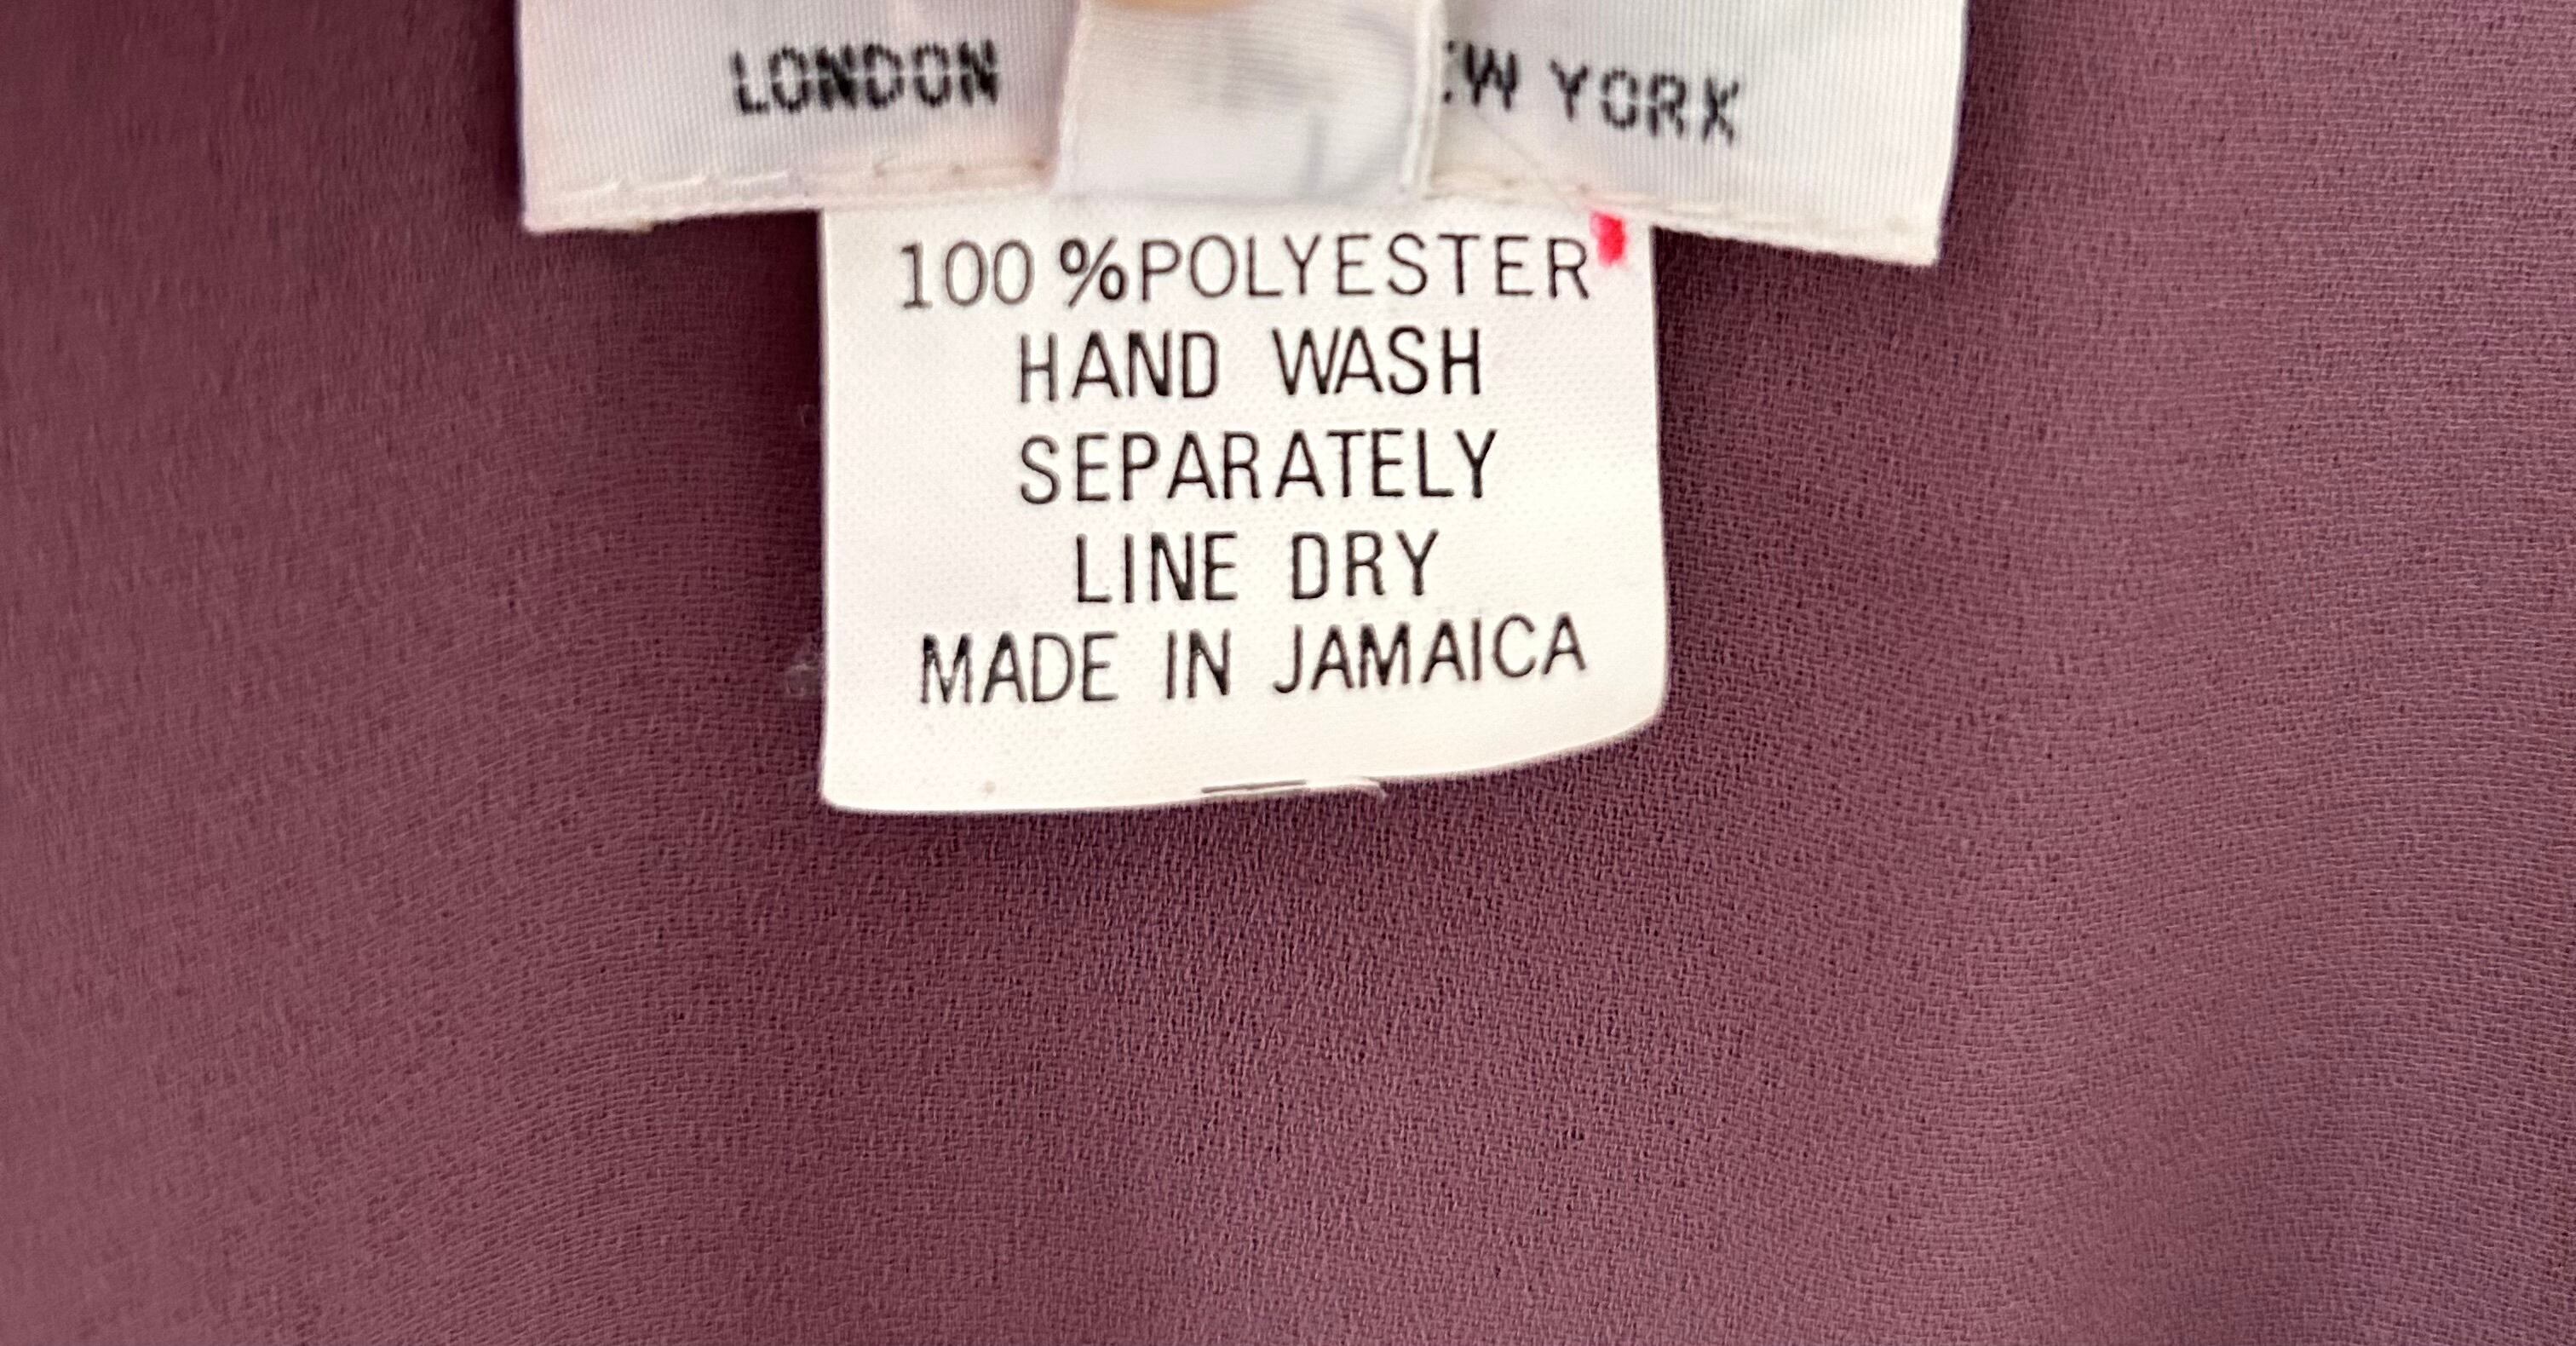 LONDON YORK
100 %POLYESTER
HAND WASH
SEPARATELY
LINE DRY
MADE IN JAMAICA